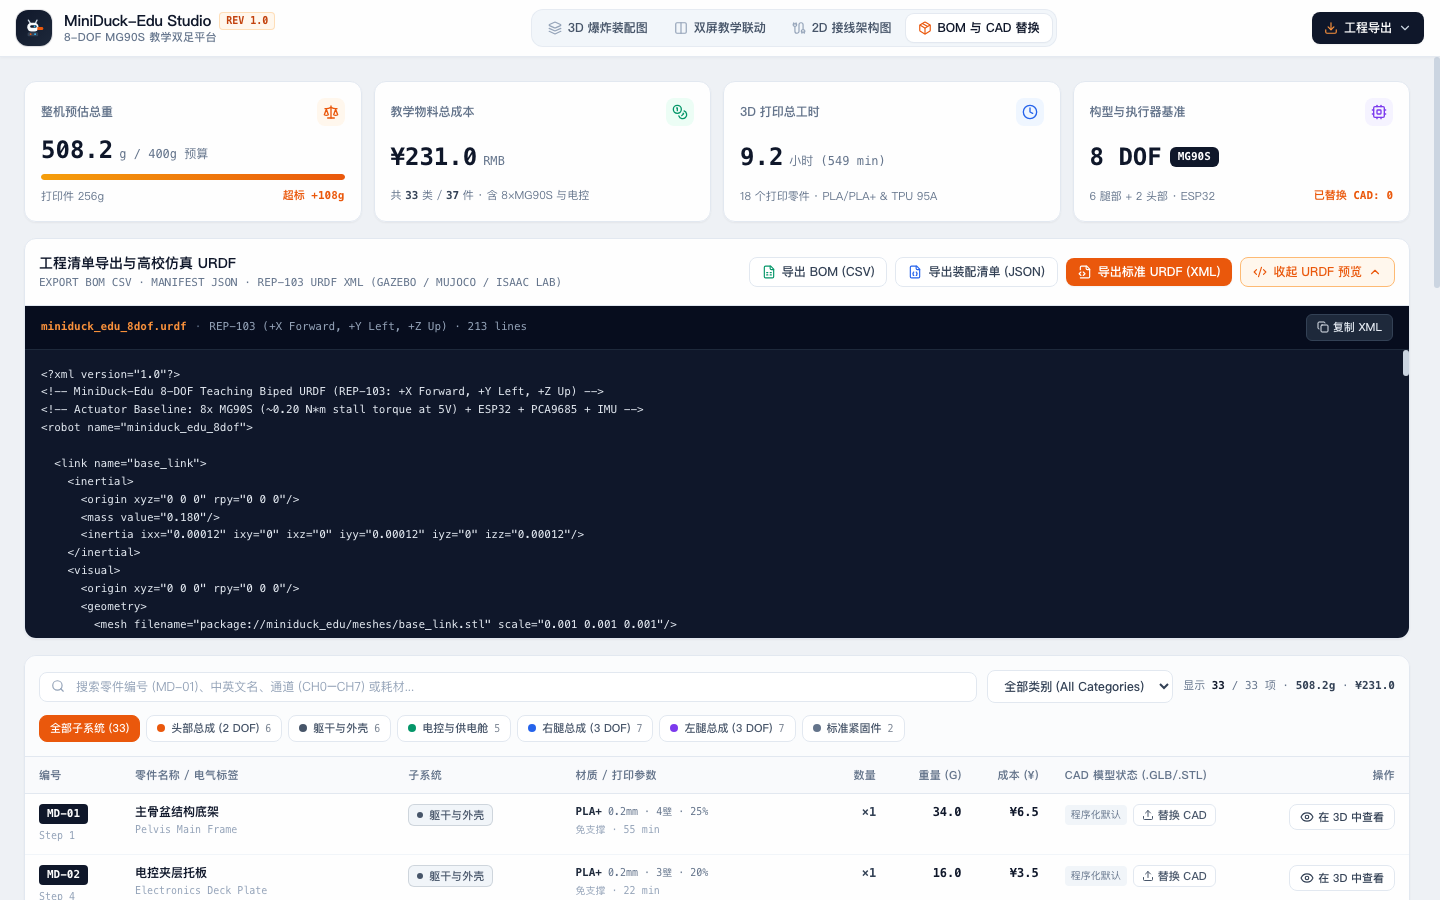 MiniDuck-Edu Studio REV 1.0
8-DOF MG90S 教学双足平台
3D 爆炸装配图
双屏教学联动
2D 接线架构图
BOM 与 CAD 替换
工程导出
整机预估总重
508.2 g / 400g 预算
打印件 256g 超标 +108g
教学物料总成本
¥231.0 RMB
共 33 类 / 37 件 · 含 8×MG90S 与电控
3D 打印总工时
9.2 小时 (549 min)
18 个打印零件 · PLA/PLA+ & TPU 95A
构型与执行器基准
8 DOF MG90S
6 腿部 + 2 头部 · ESP32 已替换 CAD: 0
工程清单导出与高校仿真 URDF
EXPORT BOM CSV · MANIFEST JSON · REP-103 URDF XML (GAZEBO / MUJOCO / ISAAC LAB)
导出 BOM (CSV)
导出装配清单 (JSON)
导出标准 URDF (XML)
收起 URDF 预览
miniduck_edu_8dof.urdf · REP-103 (+X Forward, +Y Left, +Z Up) · 213 lines
复制 XML
<?xml version="1.0"?>
<!-- MiniDuck-Edu 8-DOF Teaching Biped URDF (REP-103: +X Forward, +Y Left, +Z Up) -->
<!-- Actuator Baseline: 8x MG90S (~0.20 N*m stall torque at 5V) + ESP32 + PCA9685 + IMU -->
<robot name="miniduck_edu_8dof">
<link name="base_link">
<inertial>
<origin xyz="0 0 0" rpy="0 0 0"/>
<mass value="0.180"/>
<inertia ixx="0.00012" ixy="0" ixz="0" iyy="0.00012" iyz="0" izz="0.00012"/>
</inertial>
<visual>
<origin xyz="0 0 0" rpy="0 0 0"/>
<geometry>
<mesh filename="package://miniduck_edu/meshes/base_link.stl" scale="0.001 0.001 0.001"/>
搜索零件编号 (MD-01)、中英文名、通道 (CH0-CH7) 或耗材...
全部类别 (All Categories)
显示 33 / 33 项 · 508.2g · ¥231.0
全部子系统 (33)
头部总成 (2 DOF) 6
躯干与外壳 6
电控与供电舱 5
右腿总成 (3 DOF) 7
左腿总成 (3 DOF) 7
标准紧固件 2
编号 零件名称 / 电气标签 子系统 材质 / 打印参数 数量 重量 (G) 成本 (¥) CAD 模型状态 (.GLB/.STL) 操作
MD-01 主骨盆结构底架 躯干与外壳 PLA+ 0.2mm · 4壁 · 25% ×1 34.0 ¥6.5 程序化默认 替换 CAD 在 3D 中查看
Step 1 Pelvis Main Frame 免支撑 · 55 min
MD-02 电控夹层托板 躯干与外壳 PLA+ 0.2mm · 3壁 · 20% ×1 16.0 ¥3.5 程序化默认 替换 CAD 在 3D 中查看
Step 4 Electronics Deck Plate 免支撑 · 22 min